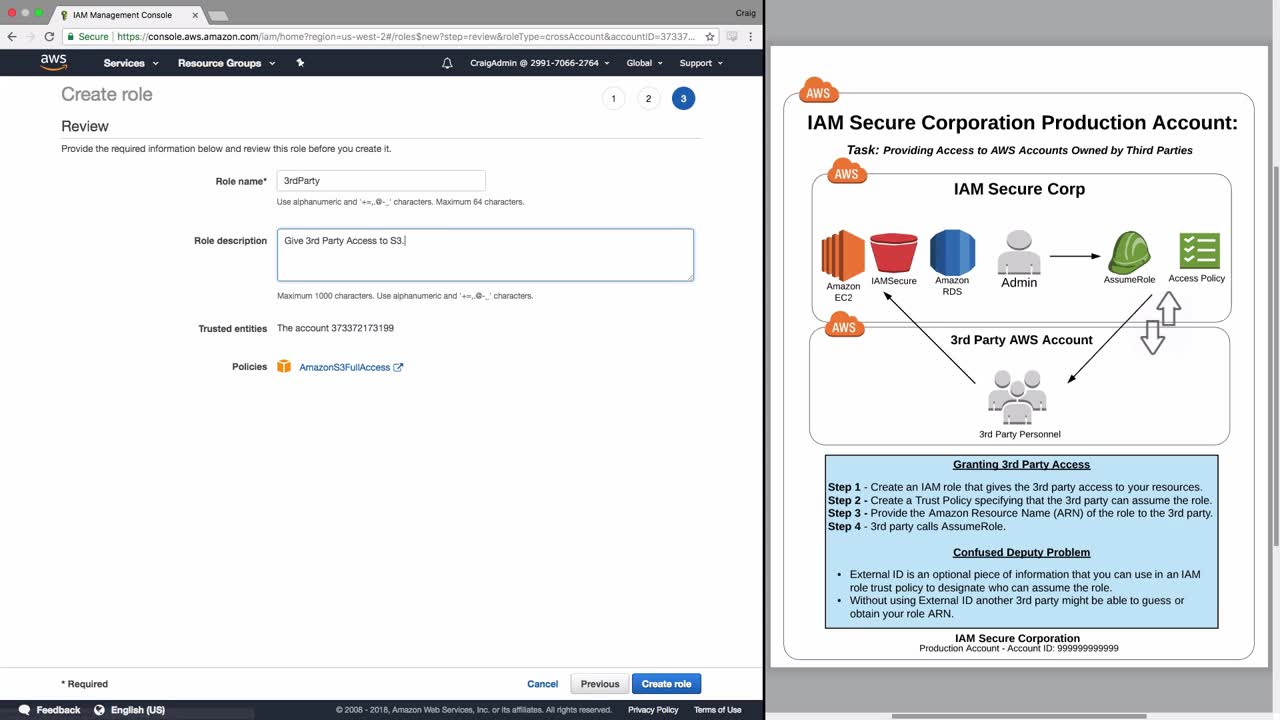 IAM Management Console
Craig
Secure | https://console.aws.amazon.com/iam/home?region=us-west-2#/roles$new?step=review&roleType=crossAccount&accountID=37337...
aws
Services
Resource Groups
CraigAdmin @ 2991-7066-2764
Global
Support
Create role
1
2
3
Review
Provide the required information below and review this role before you create it.
Role name*
3rdParty
Use alphanumeric and '+=,.@-_' characters. Maximum 64 characters.
Role description
Give 3rd Party Access to S3.
Maximum 1000 characters. Use alphanumeric and '+=,.@-_' characters.
Trusted entities
The account 373372173199
Policies
AmazonS3FullAccess
* Required
Cancel
Previous
Create role
Feedback
English (US)
© 2008 - 2018, Amazon Web Services, Inc. or its affiliates. All rights reserved.
Privacy Policy
Terms of Use
AWS
IAM Secure Corporation Production Account:
Task: Providing Access to AWS Accounts Owned by Third Parties
AWS
IAM Secure Corp
Amazon
EC2
IAMSecure
Amazon
RDS
Admin
AssumeRole
Access Policy
AWS
3rd Party AWS Account
3rd Party Personnel
Granting 3rd Party Access
Step 1 - Create an IAM role that gives the 3rd party access to your resources.
Step 2 - Create a Trust Policy specifying that the 3rd party can assume the role.
Step 3 - Provide the Amazon Resource Name (ARN) of the role to the 3rd party.
Step 4 - 3rd party calls AssumeRole.
Confused Deputy Problem
• External ID is an optional piece of information that you can use in an IAM
role trust policy to designate who can assume the role.
• Without using External ID another 3rd party might be able to guess or
obtain your role ARN.
IAM Secure Corporation
Production Account - Account ID: 999999999999